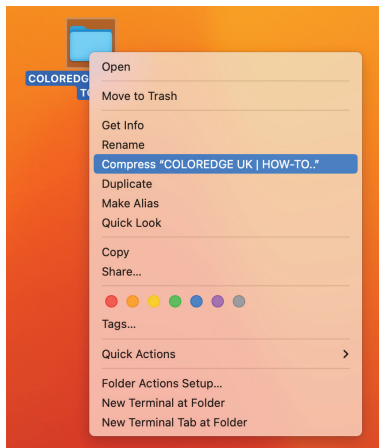 COLOREDGE
TO
Open
Move to Trash
Get Info
Rename
Compress “COLOREDGE UK | HOW-TO..”
Duplicate
Make Alias
Quick Look
Copy
Share...
Tags...
Quick Actions
Folder Actions Setup...
New Terminal at Folder
New Terminal Tab at Folder